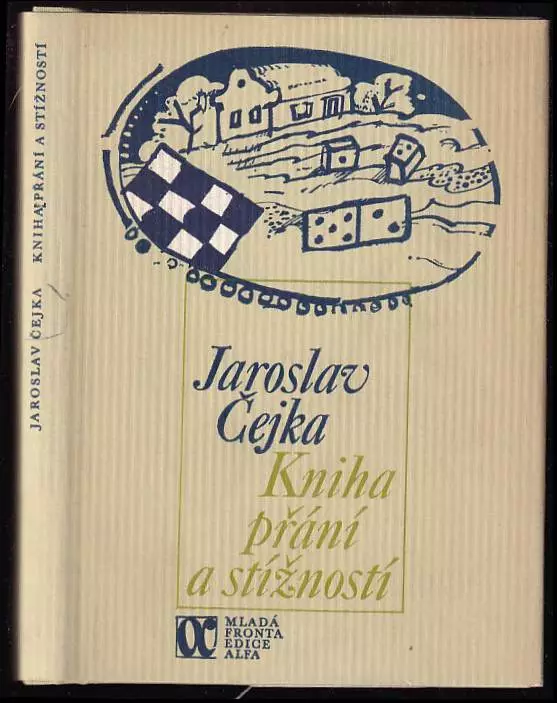 JAROSLAV ČEJKA KNIHA PŘÁNÍ A STÍŽNOSTÍ
Jaroslav
Čejka
Kniha
přání
a stížností
MLADÁ
FRONTA
EDICE
ALFA